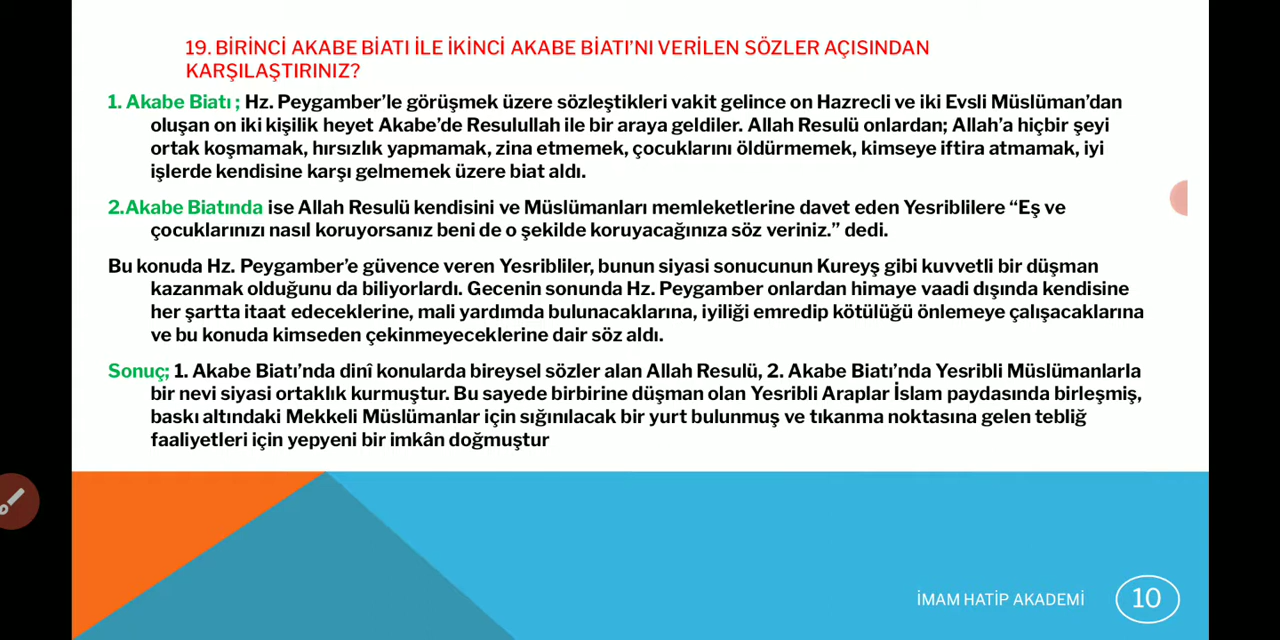 19. BİRİNCİ AKABE BİATI İLE İKİNCİ AKABE BİATI’NI VERİLEN SÖZLER AÇISINDAN
KARŞILAŞTIRINIZ?
1. Akabe Biatı ; Hz. Peygamber’le görüşmek üzere sözleştikleri vakit gelince on Hazrecli ve iki Evsli Müslüman’dan
oluşan on iki kişilik heyet Akabe’de Resulullah ile bir araya geldiler. Allah Resulü onlardan; Allah’a hiçbir şeyi
ortak koşmamak, hırsızlık yapmamak, zina etmemek, çocuklarını öldürmemek, kimseye iftira atmamak, iyi
işlerde kendisine karşı gelmemek üzere biat aldı.
2.Akabe Biatında ise Allah Resulü kendisini ve Müslümanları memleketlerine davet eden Yesriblilere “Eş ve
çocuklarınızı nasıl koruyorsanız beni de o şekilde koruyacağınıza söz veriniz.” dedi.
Bu konuda Hz. Peygamber’e güvence veren Yesribliler, bunun siyasi sonucunun Kureyş gibi kuvvetli bir düşman
kazanmak olduğunu da biliyorlardı. Gecenin sonunda Hz. Peygamber onlardan himaye vaadi dışında kendisine
her şartta itaat edeceklerine, mali yardımda bulunacaklarına, iyiliği emredip kötülüğü önlemeye çalışacaklarına
ve bu konuda kimseden çekinmeyeceklerine dair söz aldı.
Sonuç; 1. Akabe Biatı’nda dinî konularda bireysel sözler alan Allah Resulü, 2. Akabe Biatı’nda Yesribli Müslümanlarla
bir nevi siyasi ortaklık kurmuştur. Bu sayede birbirine düşman olan Yesribli Araplar İslam paydasında birleşmiş,
baskı altındaki Mekkeli Müslümanlar için sığınılacak bir yurt bulunmuş ve tıkanma noktasına gelen tebliğ
faaliyetleri için yepyeni bir imkân doğmuştur
İMAM HATİP AKADEMİ
10